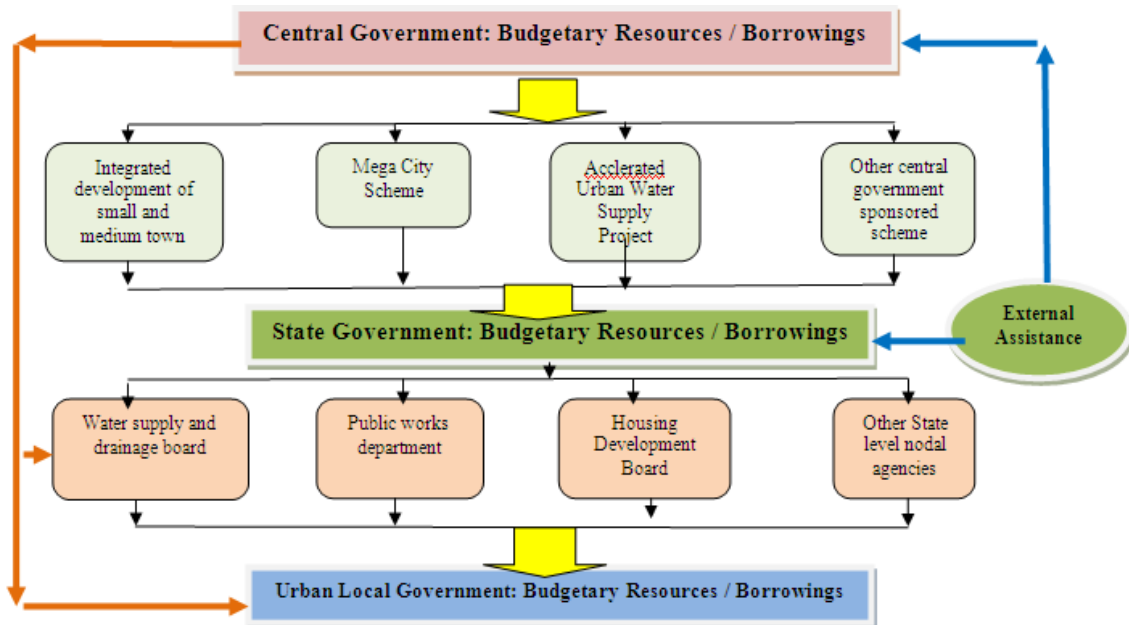 Central Government: Budgetary Resources / Borrowings
Integrated
development of
small and
medium town
Mega City
Scheme
Acclerated
Urban Water
Supply
Project
Other central
government
sponsored
scheme
External
Assistance
State Government: Budgetary Resources / Borrowings
Water supply and
drainage board
Public works
department
Housing
Development
Board
Other State
level nodal
agencies
Urban Local Government: Budgetary Resources / Borrowings